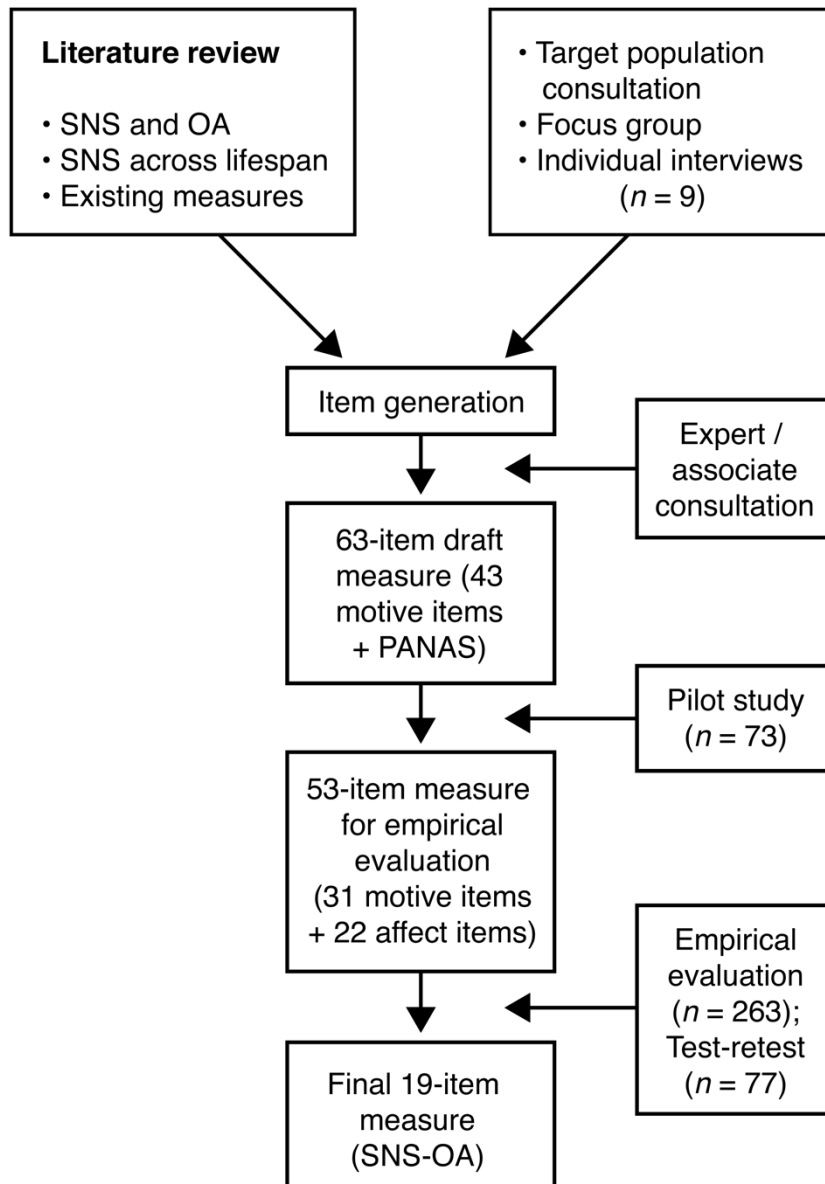 Literature review
• SNS and OA
• SNS across lifespan
• Existing measures
• Target population
consultation
• Focus group
• Individual interviews
(n = 9)
Item generation
Expert /
associate
consultation
63-item draft
measure (43
motive items
+ PANAS)
Pilot study
(n = 73)
53-item measure
for empirical
evaluation
(31 motive items
+ 22 affect items)
Empirical
evaluation
(n = 263);
Test-retest
(n = 77)
Final 19-item
measure
(SNS-OA)